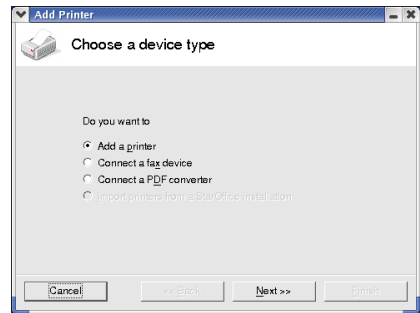 Add Printer
Choose a device type
Do you want to
Add a printer
Connect a fax device
Connect a PDF converter
Import printers from a StarOffice installation
Cancel
<< Back
Next >>
Finish